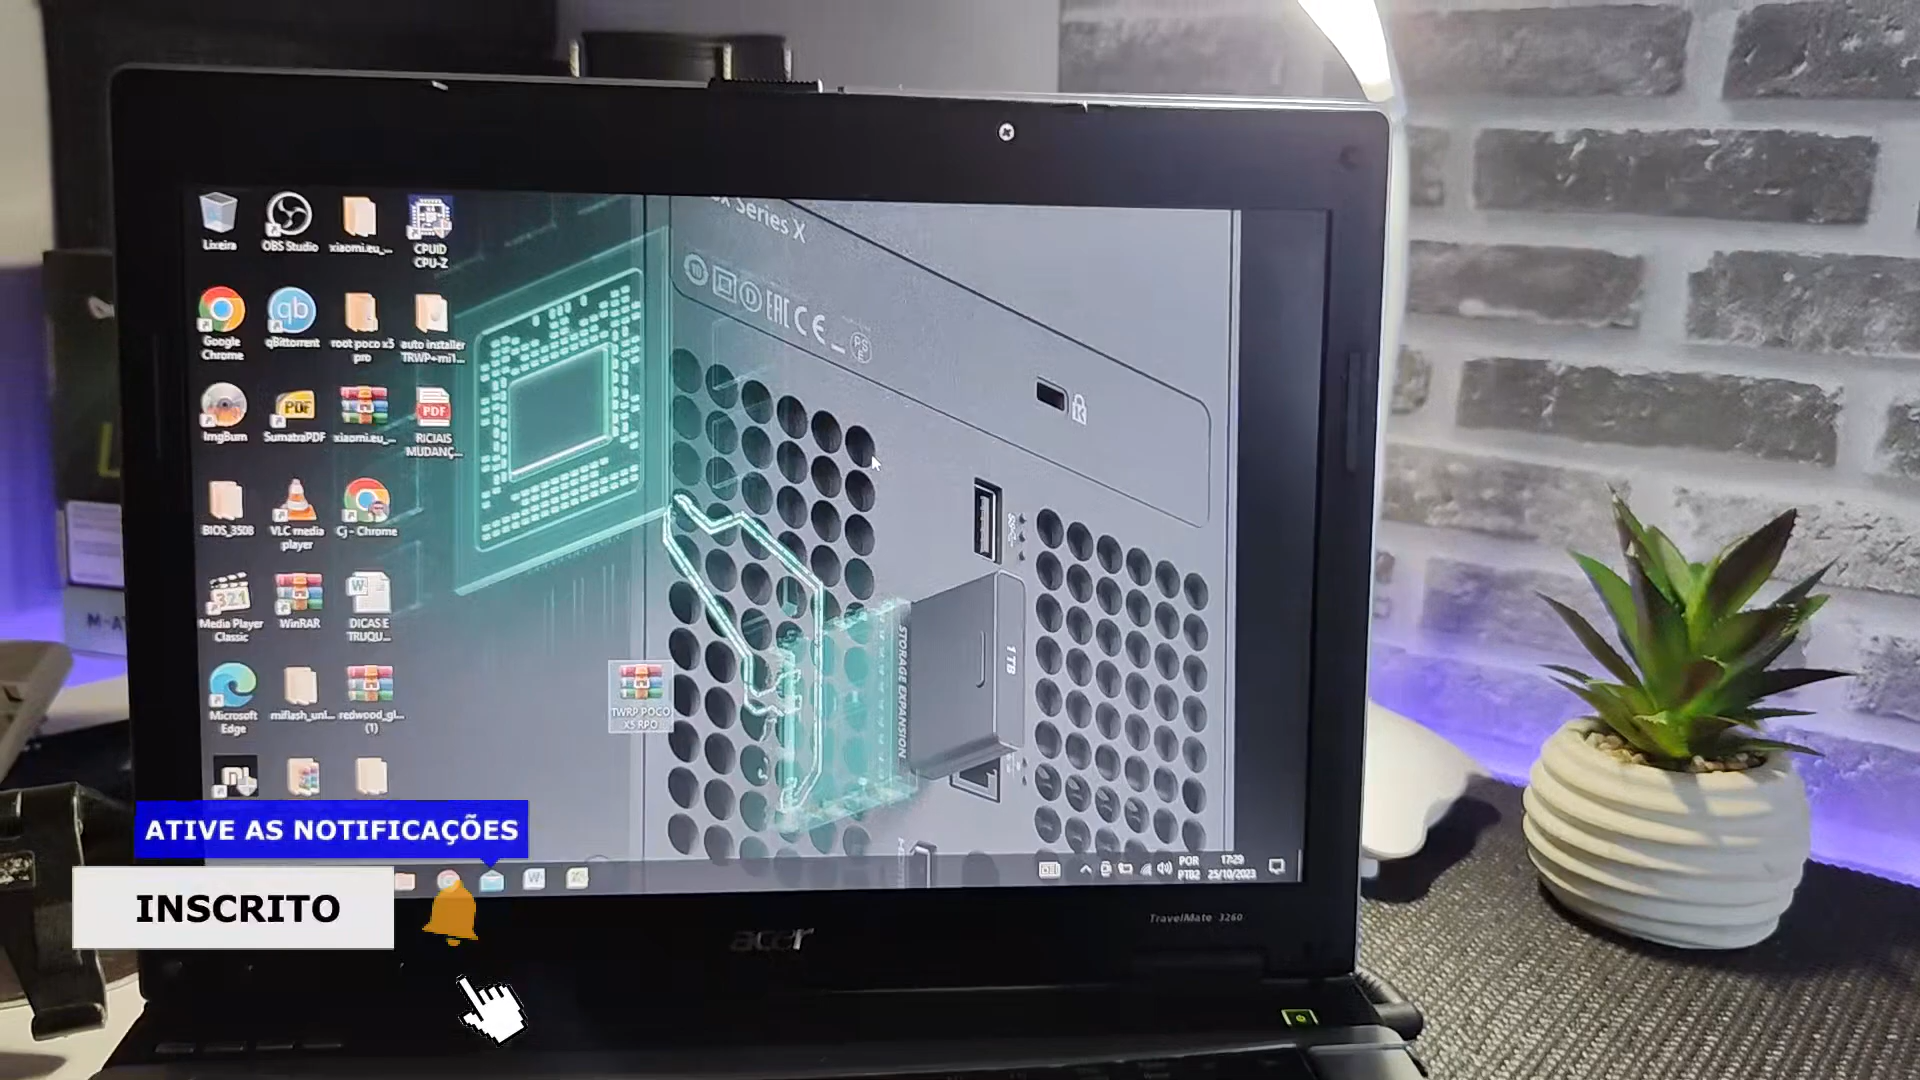 x Series X
Lixeira
OBS Studio
xiaomi.eu_...
CPUID
CPU-Z
Google
Chrome
qBittorrent
root poco x5
pro
auto installer
TRWP+mi1...
ImgBurn
SumatraPDF
xiaomi.eu_...
PDF
RICIAIS
MUDANÇ...
BIOS_3508
VLC media
player
Cj - Chrome
Media Player
Classic
WinRAR
DICAS E
TRUQU...
Microsoft
Edge
miflash_unl...
redwood_gl...
(1)
TWRP POCO
X5 RPO...
STORAGE EXPANSION
1 TB
ATIVE AS NOTIFICAÇÕES
INSCRITO
POR
PTB2
17:29
25/10/2023
acer
TravelMate 3260